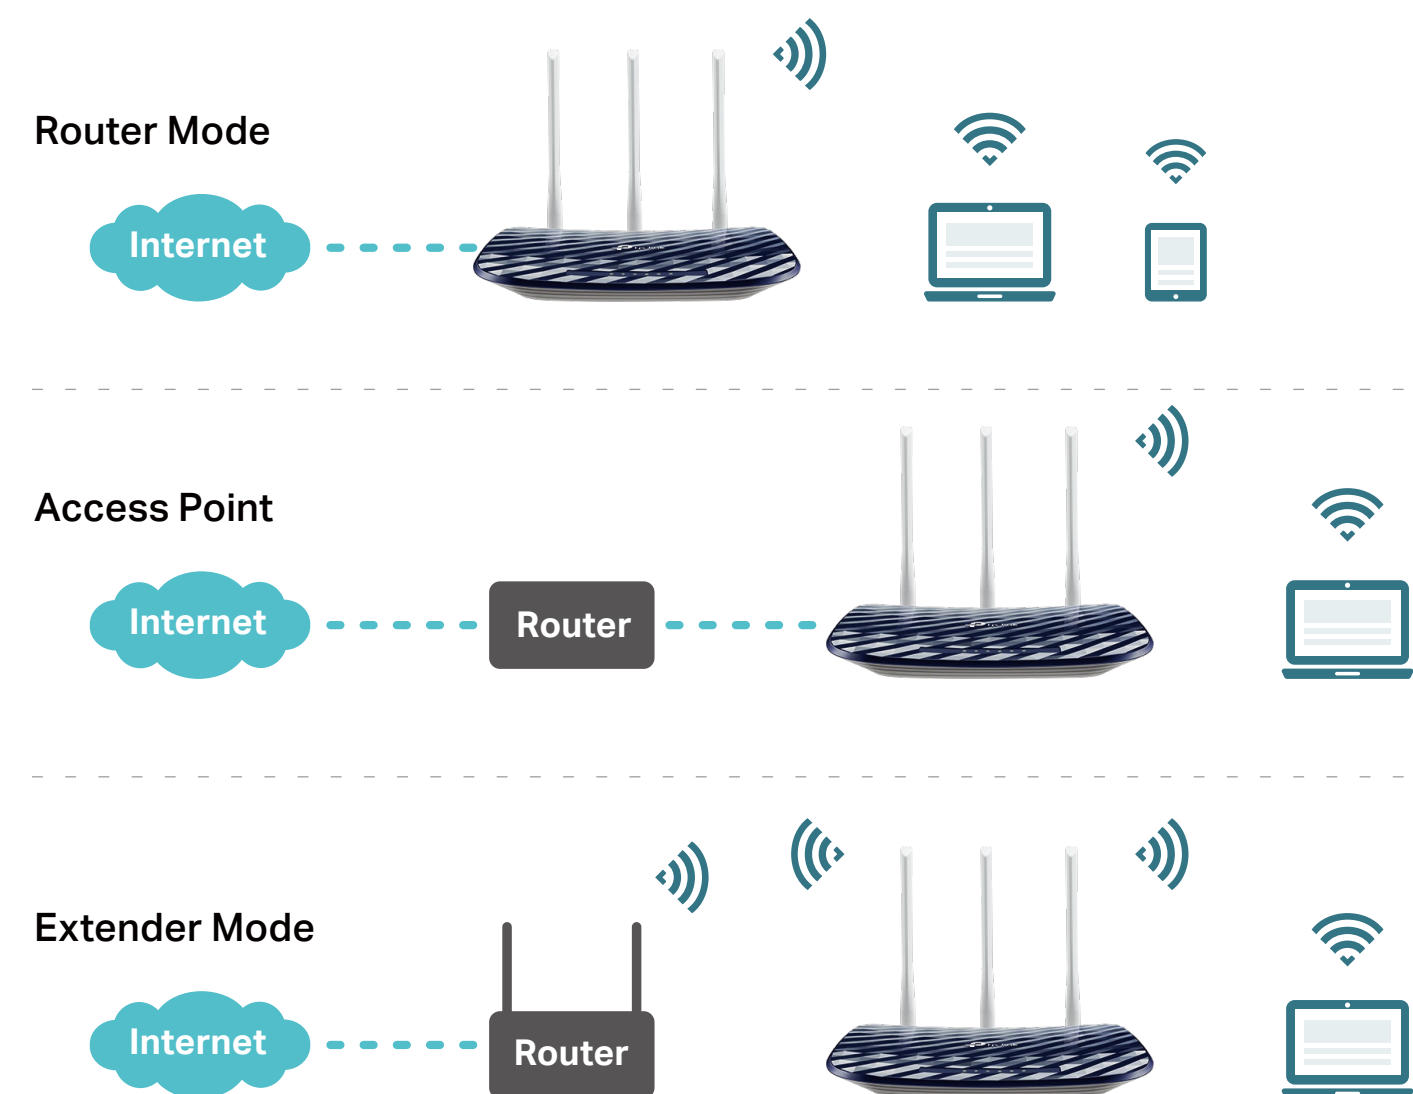 Router Mode
Internet
Access Point
Internet
Router
Extender Mode
Internet
Router